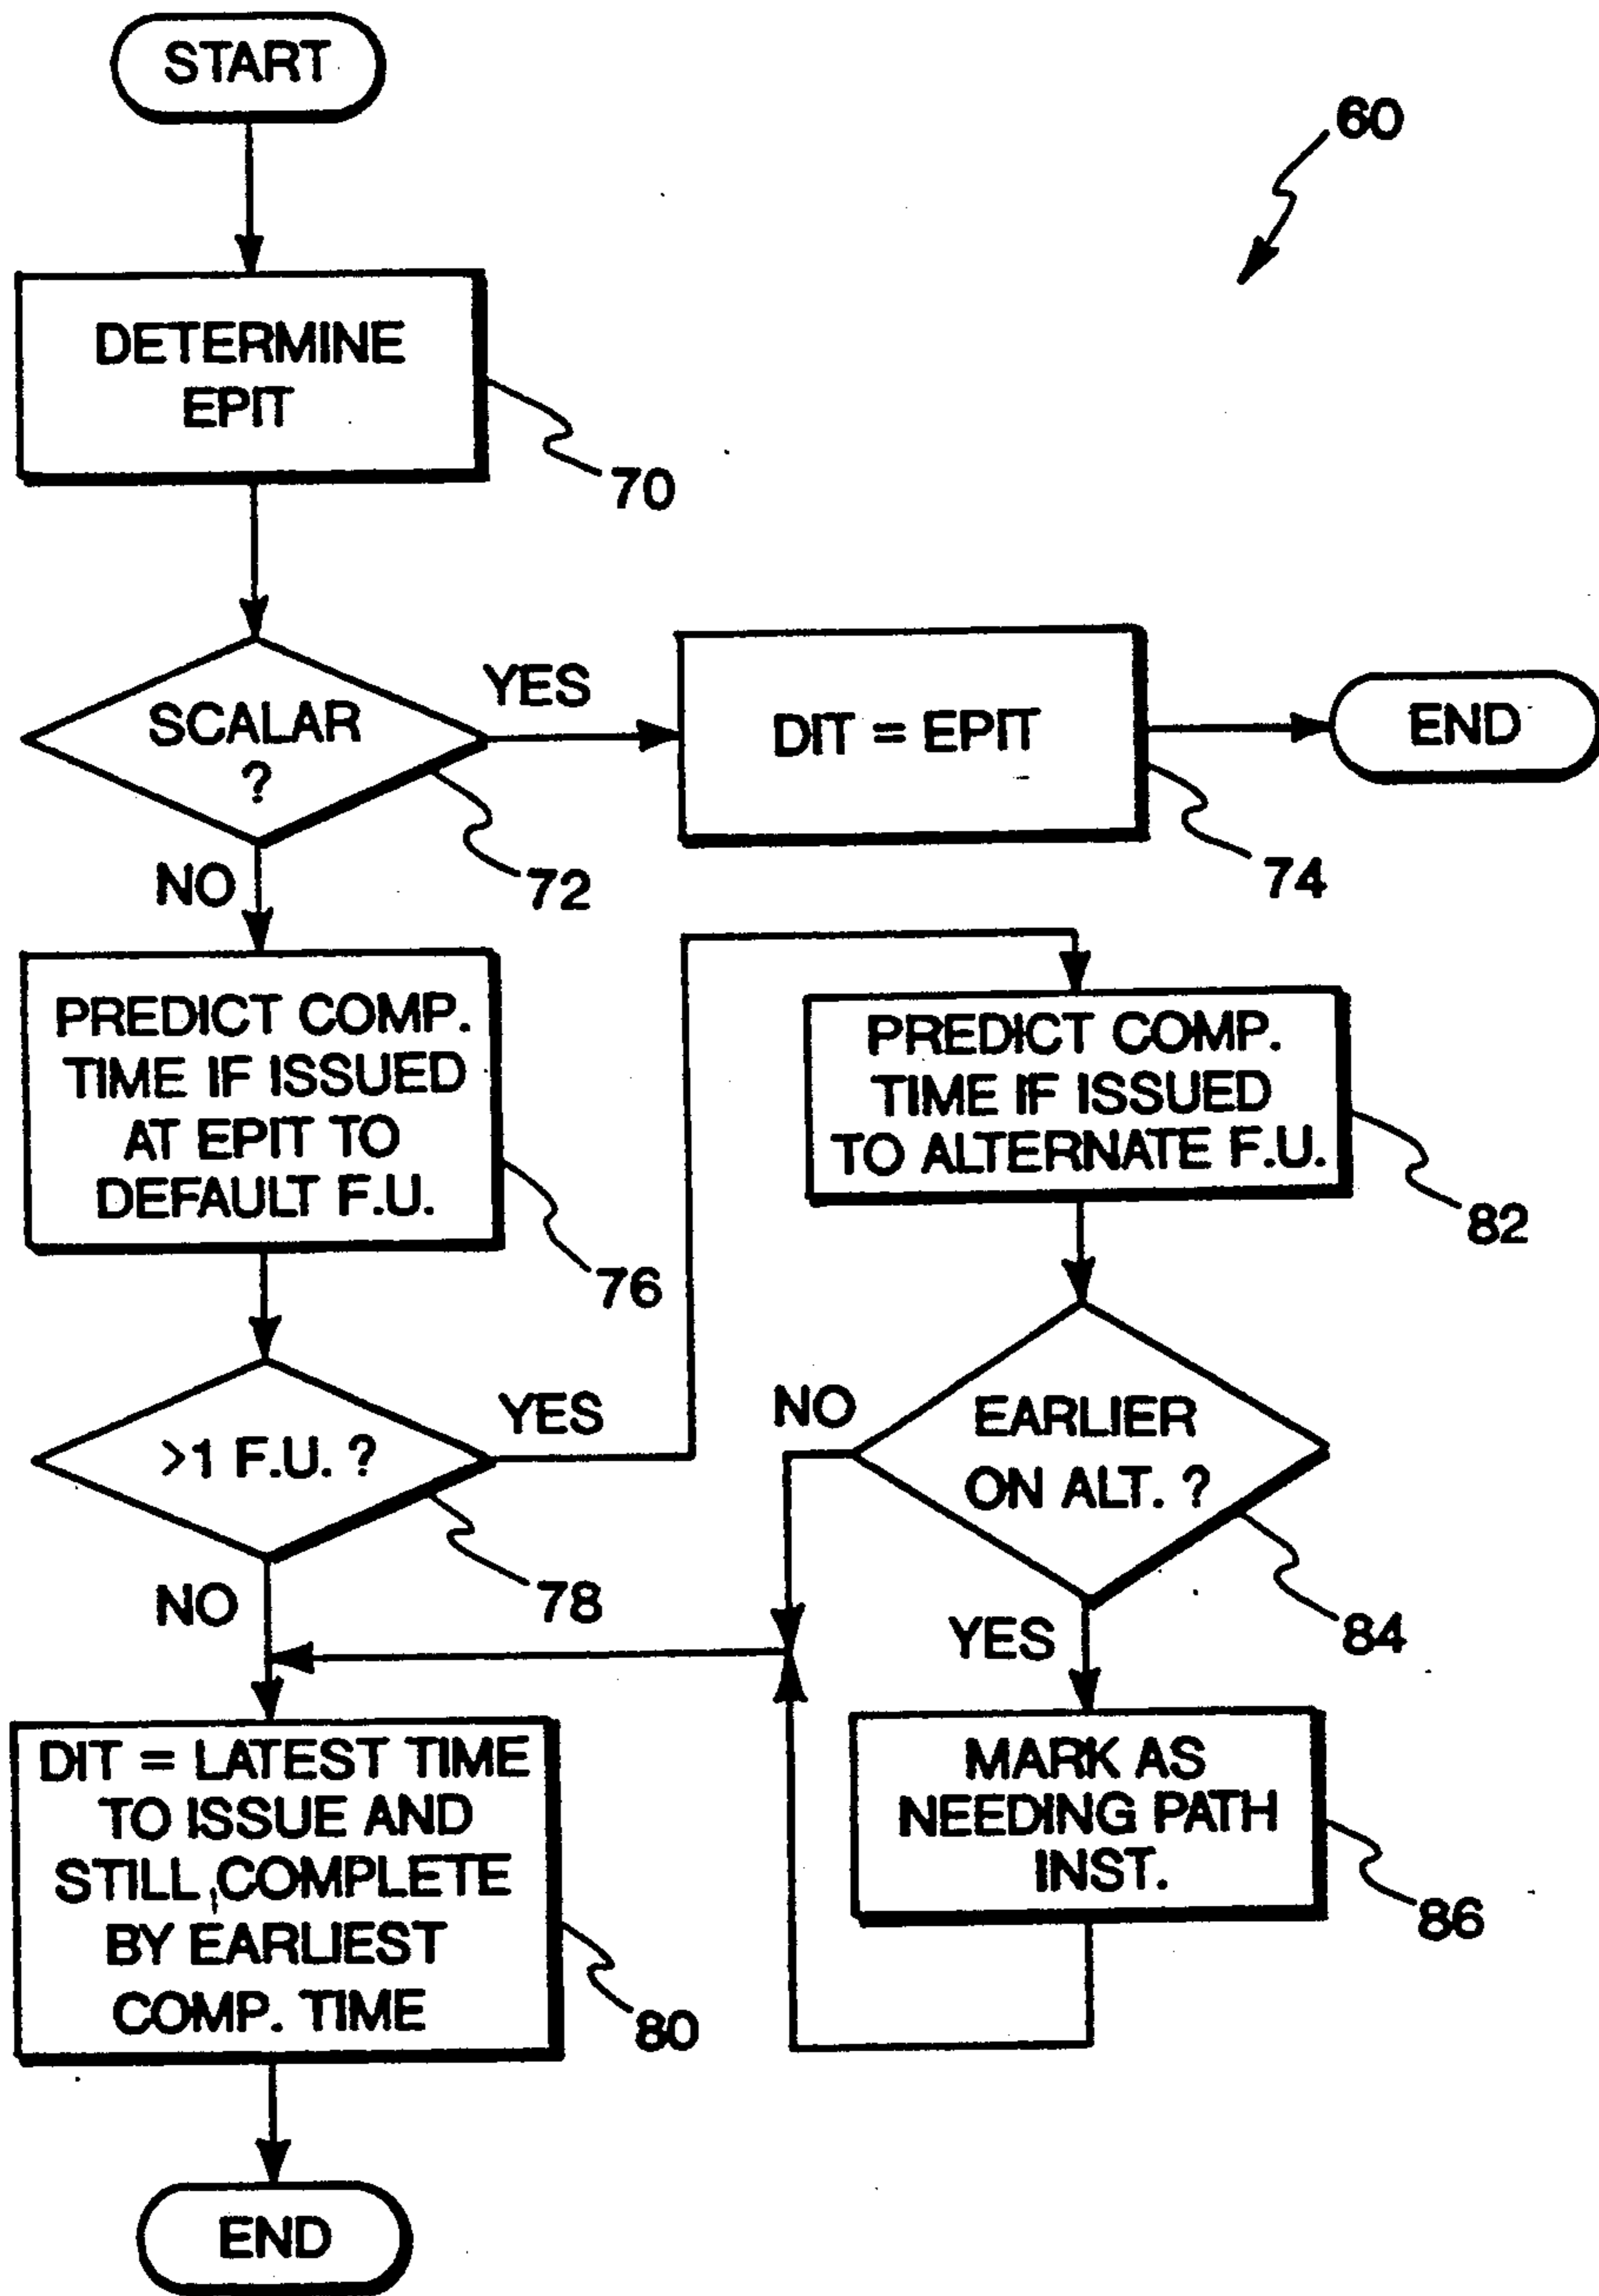 START
60
DETERMINE
EPIT
70
SCALAR
?
YES
72
NO
DIT = EPIT
74
END
PREDICT COMP.
TIME IF ISSUED
AT EPIT TO
DEFAULT F.U.
76
>1 F.U. ?
YES
78
NO
PREDICT COMP.
TIME IF ISSUED
TO ALTERNATE F.U.
82
EARLIER
ON ALT. ?
NO
84
YES
MARK AS
NEEDING PATH
INST.
86
DIT = LATEST TIME
TO ISSUE AND
STILL COMPLETE
BY EARLIEST
COMP. TIME
80
END